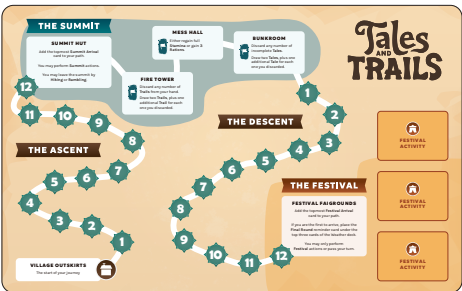 THE SUMMIT
SUMMIT HUT
Add the topmost Summit Arrival
card to your path.
You may perform Summit actions.
You may leave the summit by
Hiking or Rambling.
MESS HALL
Either regain full
Stamina or gain 2
Rations.
BUNKROOM
Discard any number of
incomplete Tales.
Draw two Tales, plus one
additional Tale for each
one you discarded.
FIRE TOWER
Discard any number of
Trails from your hand.
Draw two Trails, plus one
additional Trail for each
one you discarded.
Tales
AND
TRAILS
12
11
10
9
8
7
6
5
4
3
2
1
THE ASCENT
VILLAGE OUTSKIRTS
The start of your journey
THE DESCENT
1
2
3
4
5
6
7
8
9
10
11
12
THE FESTIVAL
FESTIVAL FAIRGROUNDS
Add the topmost Festival Arrival
card to your path.
If you are the first to arrive, place the
Final Round reminder card under the
top three cards of the Weather deck.
You may only perform
Festival actions or pass your turn.
FESTIVAL
ACTIVITY
FESTIVAL
ACTIVITY
FESTIVAL
ACTIVITY